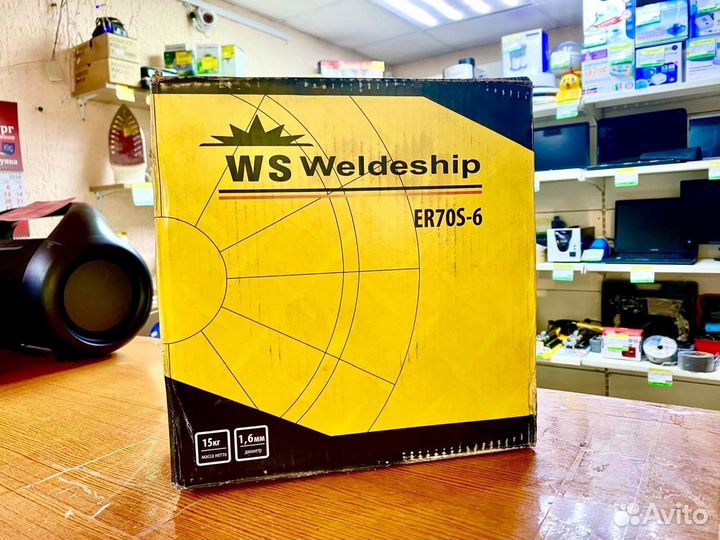 WS Weldeship
ER70S-6
15кг
масса нетто
1,6мм
диаметр
Avito